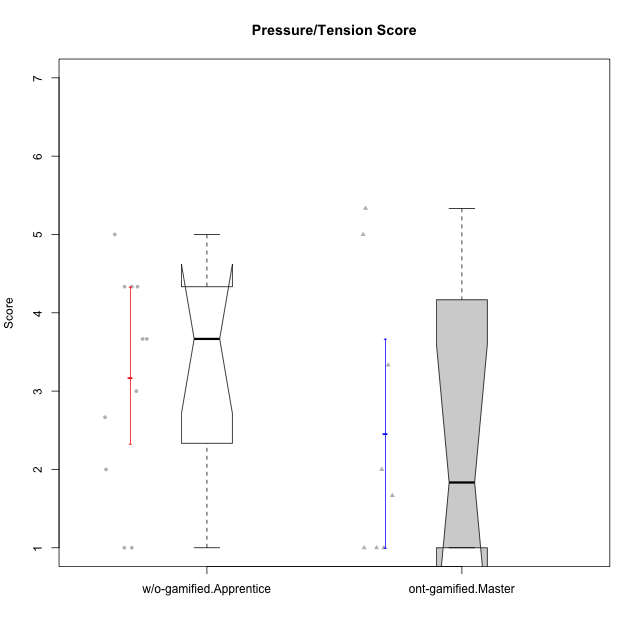 Pressure/Tension Score
7
6
5
4
3
2
1
Score
w/o-gamified.Apprentice
ont-gamified.Master